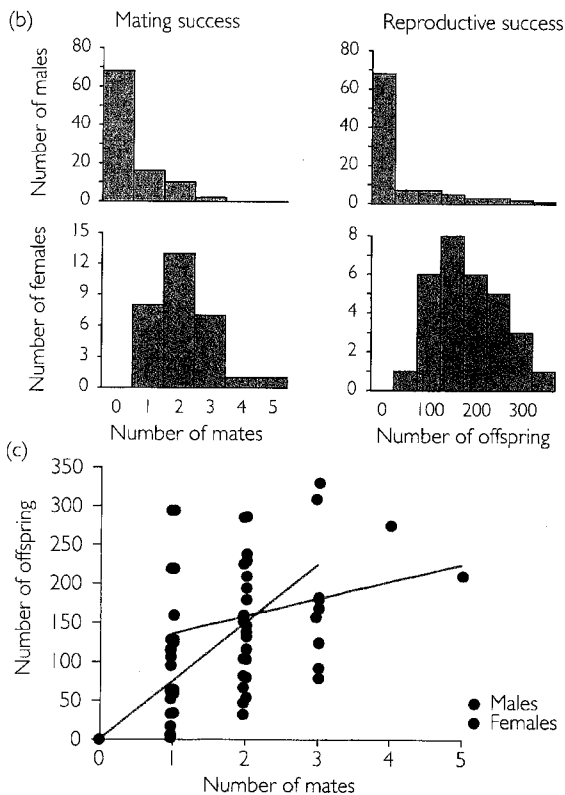 (b)
Mating success
Reproductive success
Number of males
80
60
40
20
0
80
60
40
20
0
Number of females
15
12
9
6
3
0
8
6
4
2
0
0 1 2 3 4 5
Number of mates
0 100 200 300
Number of offspring
(c)
Number of offspring
350
300
250
200
150
100
50
0
Males
Females
0 1 2 3 4 5
Number of mates